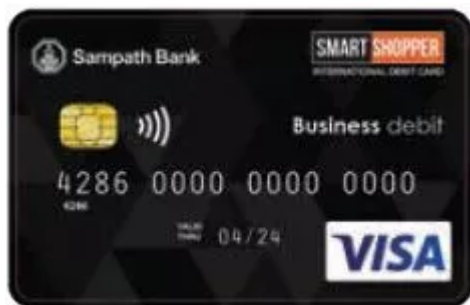 Sampath Bank
SMART SHOPPER
INTERNATIONAL DEBIT CARD
Business debit
4286 0000 0000 0000
4286
VALID THRU 04/24
VISA